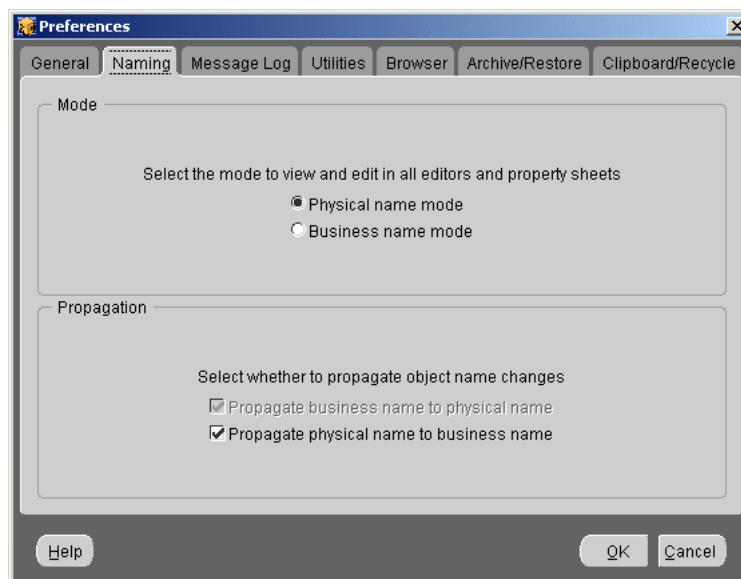 Preferences
General Naming Message Log Utilities Browser Archive/Restore Clipboard/Recycle
Mode
Select the mode to view and edit in all editors and property sheets
Physical name mode
Business name mode
Propagation
Select whether to propagate object name changes
Propagate business name to physical name
Propagate physical name to business name
Help OK Cancel